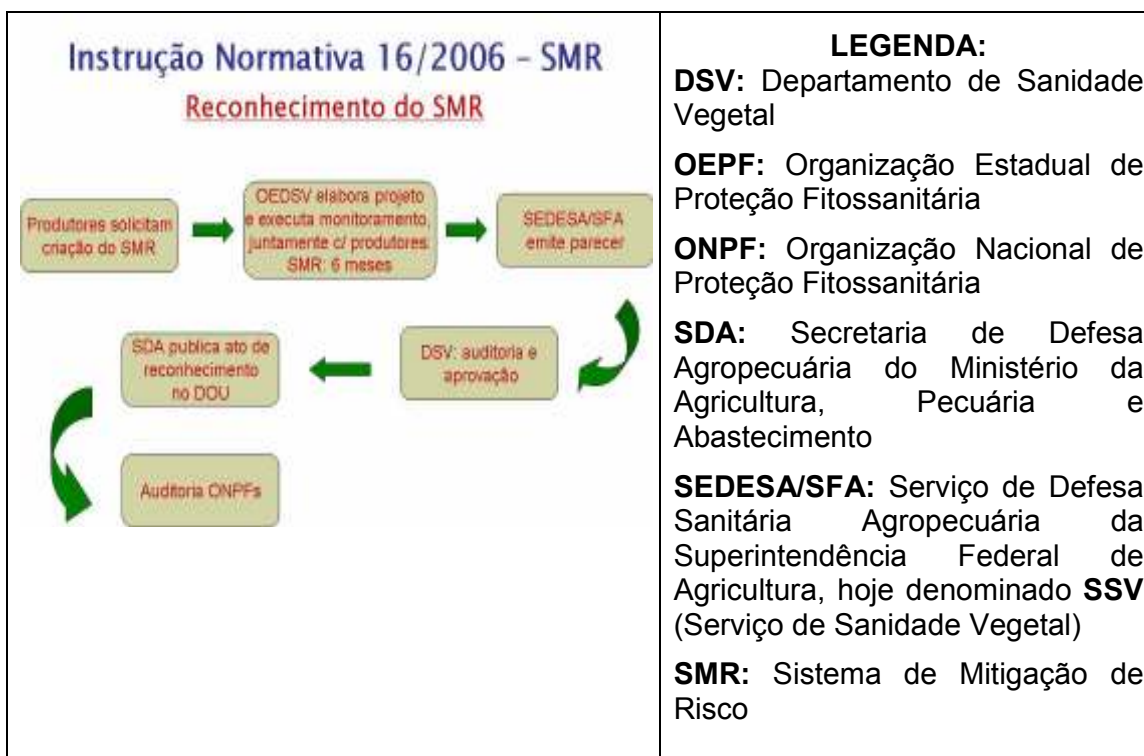 Instrução Normativa 16/2006 – SMR
Reconhecimento do SMR
Produtores solicitam
criação do SMR
OEDSV elabora projeto
e executa monitoramento,
juntamente c/ produtores
SMR: 6 meses
SEDESA/SFA
emite parecer
DSV: auditoria e
aprovação
SDA publica ato de
reconhecimento
no DOU
Auditoria ONPFs
LEGENDA:
DSV: Departamento de Sanidade
Vegetal
OEPF: Organização Estadual de
Proteção Fitossanitária
ONPF: Organização Nacional de
Proteção Fitossanitária
SDA: Secretaria de Defesa
Agropecuária do Ministério da
Agricultura, Pecuária e
Abastecimento
SEDESA/SFA: Serviço de Defesa
Sanitária Agropecuária da
Superintendência Federal de
Agricultura, hoje denominado SSV
(Serviço de Sanidade Vegetal)
SMR: Sistema de Mitigação de
Risco